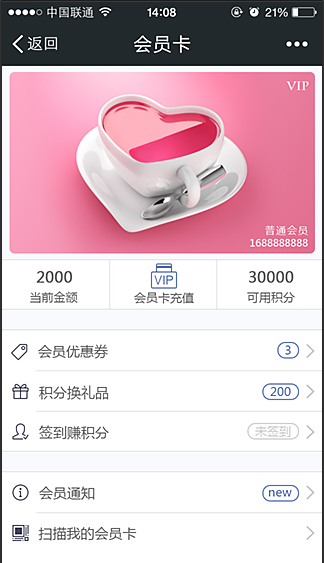 中国联通 14:08 21%
返回 会员卡
VIP
普通会员
1688888888
2000 VIP 30000
当前金额 会员卡充值 可用积分
会员优惠券 3
积分换礼品 200
签到赚积分 未签到
会员通知 new
扫描我的会员卡